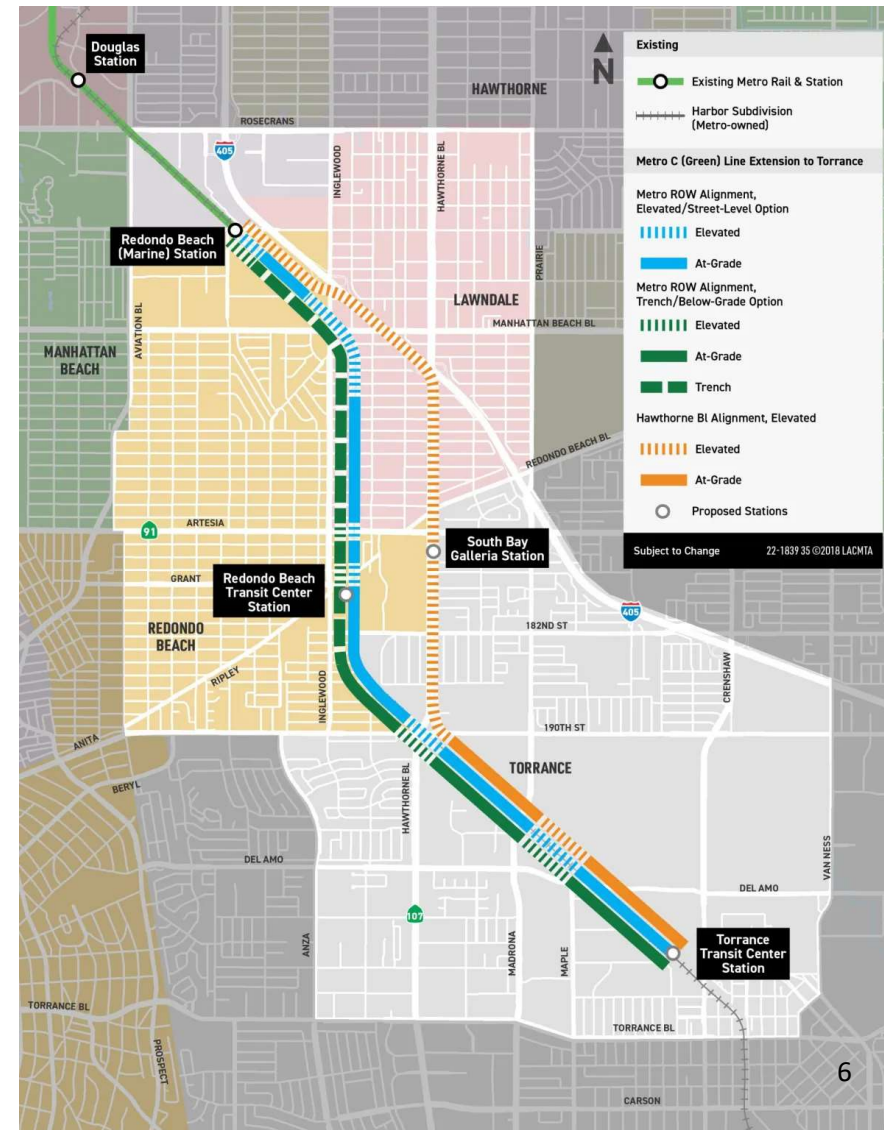 Douglas
Station
HAWTHORNE
ROSECRANS
405
INGLEWOOD
HAWTHORNE BL
Redondo Beach
(Marine) Station
PRAIRIE
LAWNDALE
AVIATION BL
MANHATTAN BEACH BL
MANHATTAN
BEACH
REDONDO BEACH BL
ARTESIA
91
South Bay
Galleria Station
GRANT
Redondo Beach
Transit Center
Station
405
182ND ST
REDONDO
BEACH
RIPLEY
INGLEWOOD
CRENSHAW
190TH ST
ANITA
TORRANCE
BERYL
HAWTHORNE BL
DEL AMO
VAN NESS
DEL AMO
107
ANZA
MADRONA
MAPLE
Torrance
Transit Center
Station
TORRANCE BL
TORRANCE BL
PROSPECT
CARSON
6
N
Existing
Existing Metro Rail & Station
Harbor Subdivision
(Metro-owned)
Metro C (Green) Line Extension to Torrance
Metro ROW Alignment,
Elevated/Street-Level Option
Elevated
At-Grade
Metro ROW Alignment,
Trench/Below-Grade Option
Elevated
At-Grade
Trench
Hawthorne Bl Alignment, Elevated
Elevated
At-Grade
Proposed Stations
Subject to Change 22-1839 35 ©2018 LACMTA